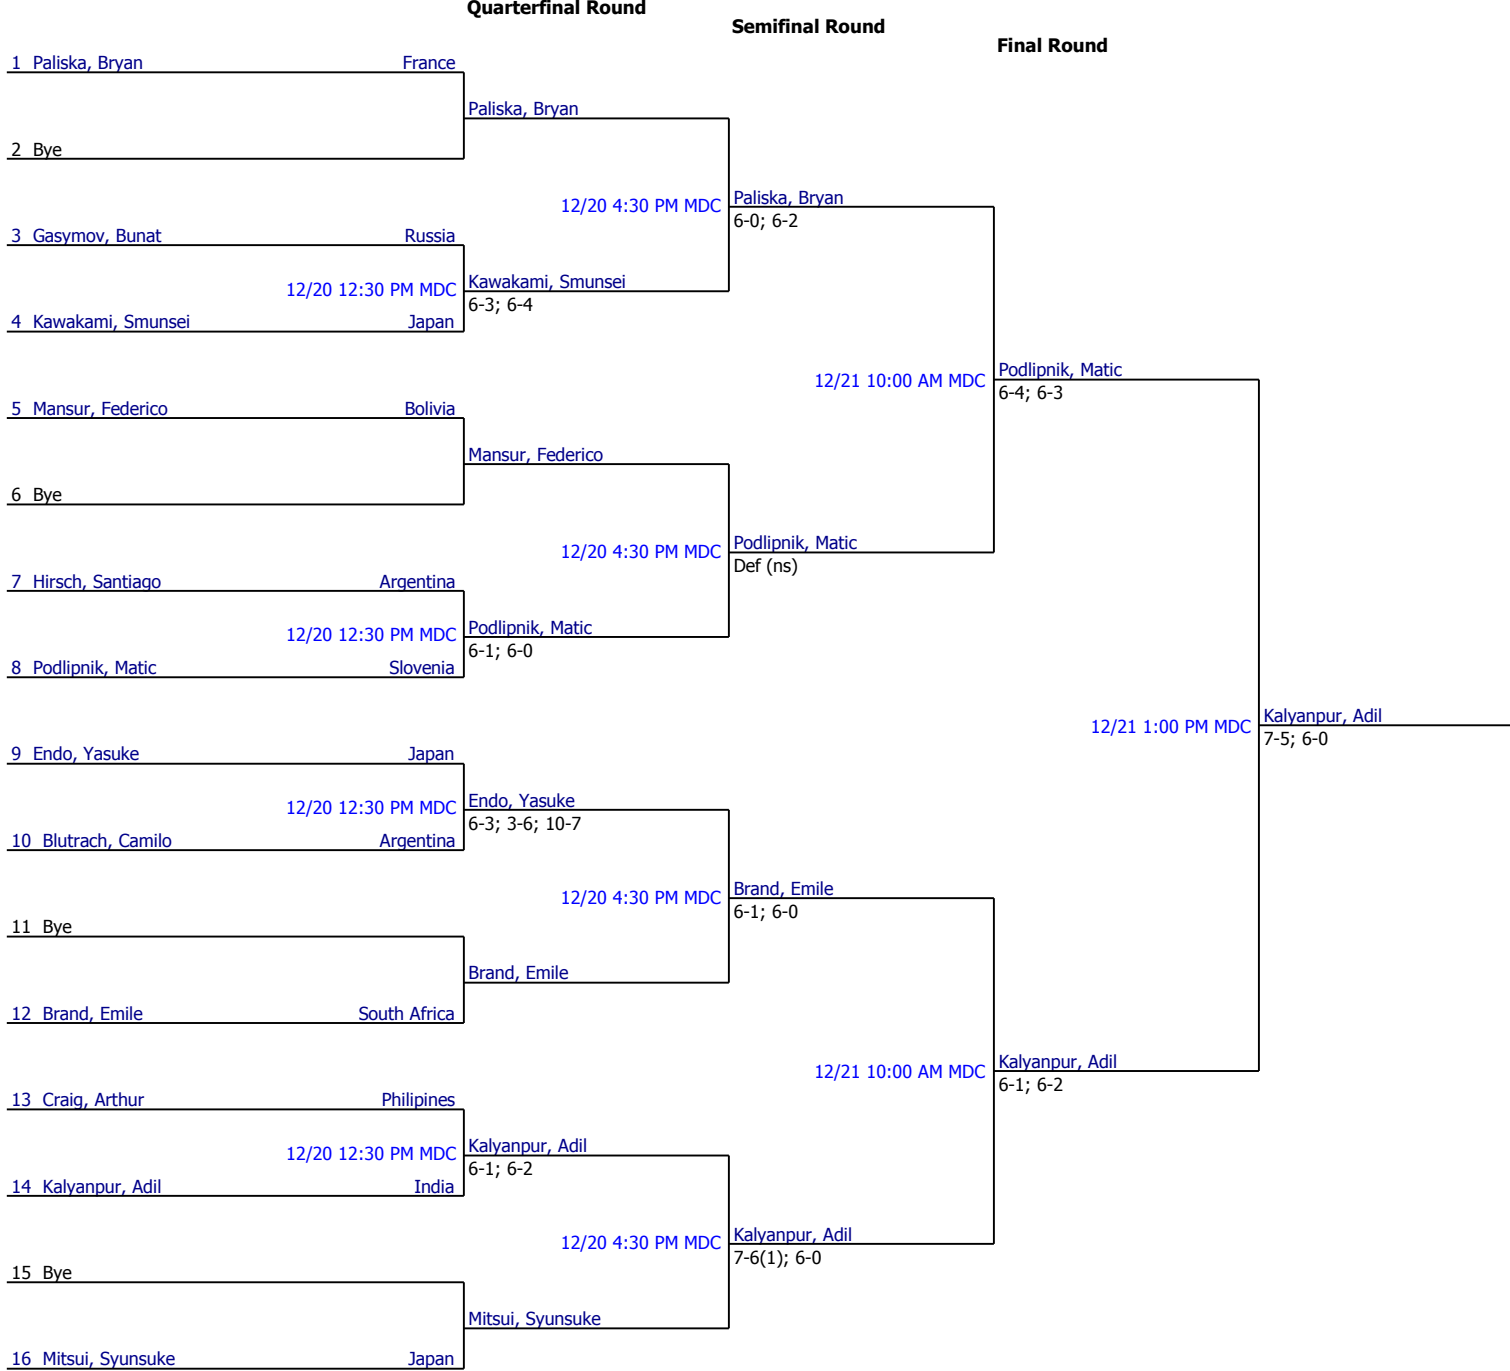 Quarterfinal Round
Semifinal Round
Final Round
1 Paliska, Bryan France
Paliska, Bryan
2 Bye
12/20 4:30 PM MDC Paliska, Bryan
6-0; 6-2
3 Gasymov, Bunat Russia
12/20 12:30 PM MDC Kawakami, Smunsei
6-3; 6-4
4 Kawakami, Smunsei Japan
12/21 10:00 AM MDC Podlipnik, Matic
6-4; 6-3
5 Mansur, Federico Bolivia
Mansur, Federico
6 Bye
12/20 4:30 PM MDC Podlipnik, Matic
Def (ns)
7 Hirsch, Santiago Argentina
12/20 12:30 PM MDC Podlipnik, Matic
6-1; 6-0
8 Podlipnik, Matic Slovenia
12/21 1:00 PM MDC Kalyanpur, Adil
7-5; 6-0
9 Endo, Yasuke Japan
12/20 12:30 PM MDC Endo, Yasuke
6-3; 3-6; 10-7
10 Blutrach, Camilo Argentina
12/20 4:30 PM MDC Brand, Emile
6-1; 6-0
11 Bye
Brand, Emile
12 Brand, Emile South Africa
12/21 10:00 AM MDC Kalyanpur, Adil
6-1; 6-2
13 Craig, Arthur Philipines
12/20 12:30 PM MDC Kalyanpur, Adil
6-1; 6-2
14 Kalyanpur, Adil India
12/20 4:30 PM MDC Kalyanpur, Adil
7-6(1); 6-0
15 Bye
Mitsui, Syunsuke
16 Mitsui, Syunsuke Japan